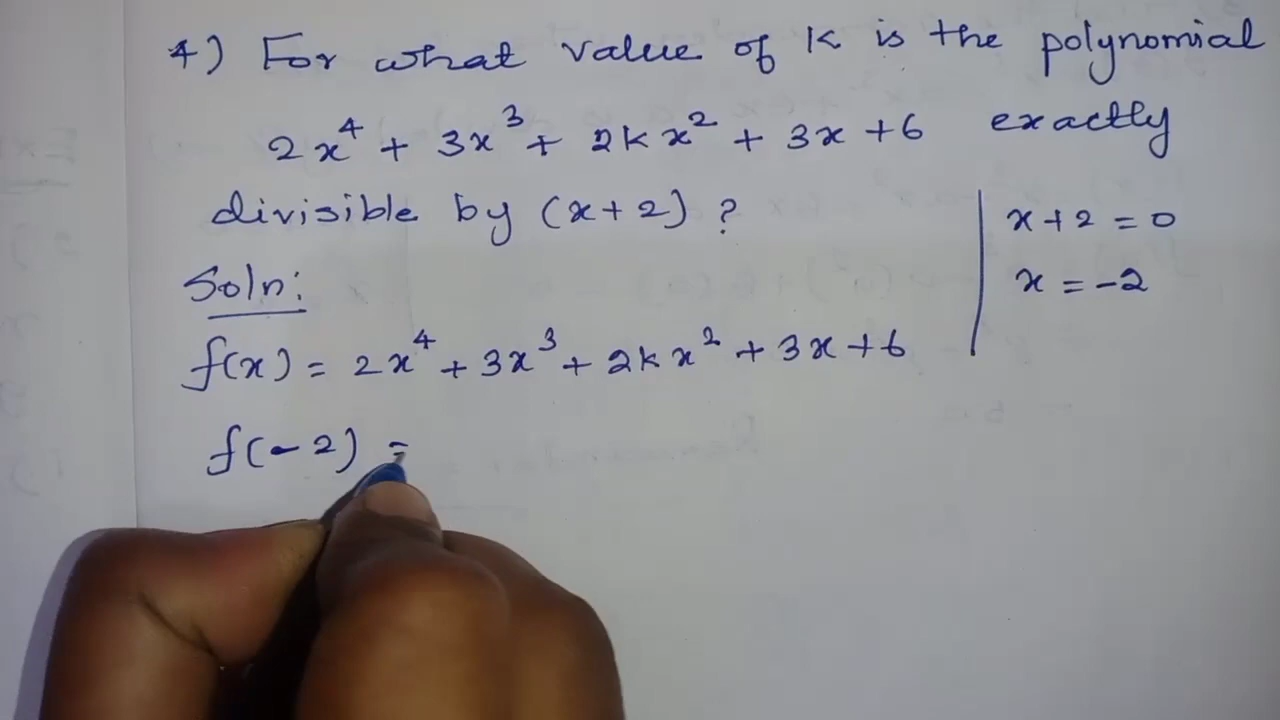 4) For what value of K is the polynomial
2x⁴ + 3x³ + 2kx² + 3x + 6 exactly
divisible by (x+2) ?
x + 2 = 0
x = -2
Soln:
f(x) = 2x⁴ + 3x³ + 2kx² + 3x + 6
f(-2) =